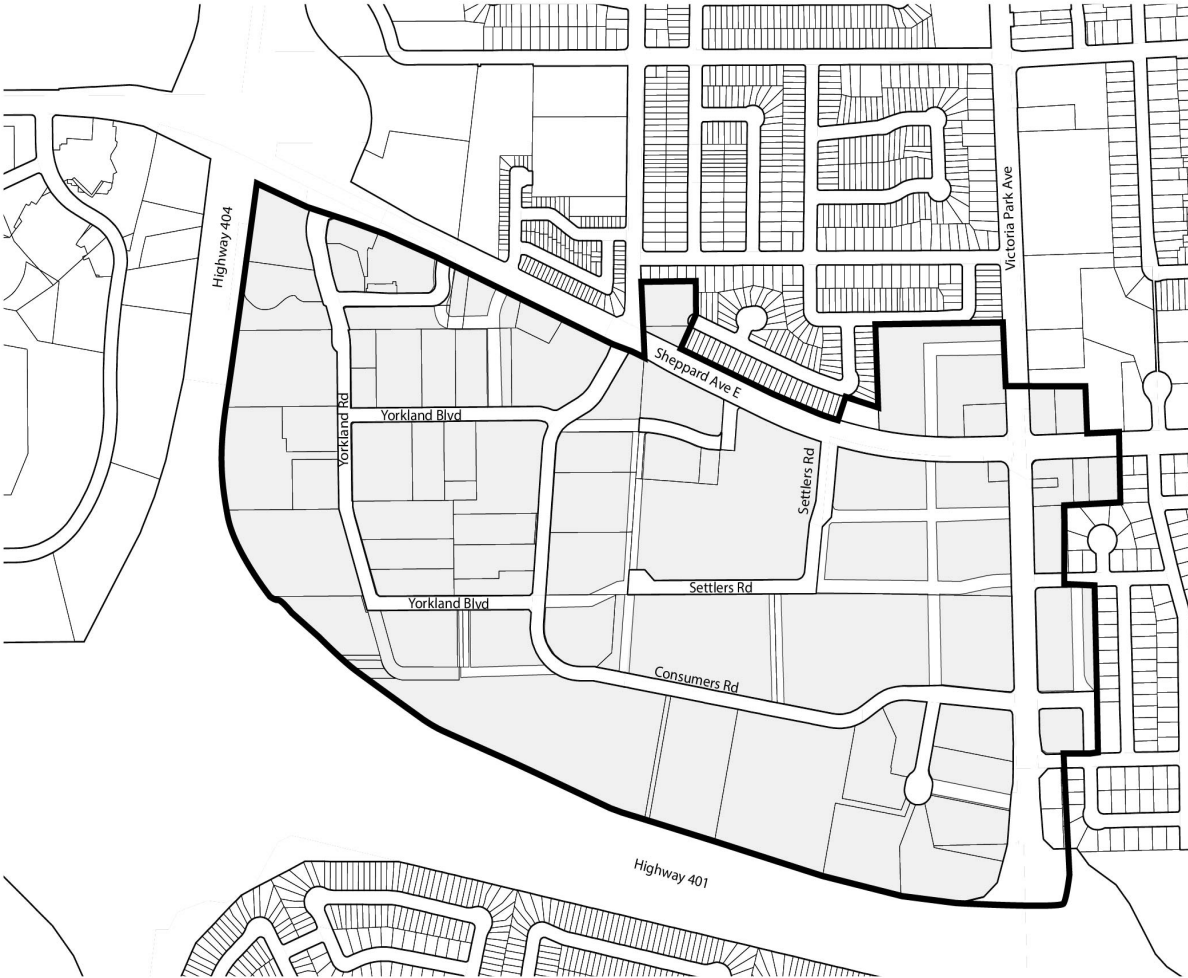 Victoria Park Ave
Highway 404
Sheppard Ave E
Yorkland Rd
Yorkland Blvd
Settlers Rd
Settlers Rd
Yorkland Blvd
Consumers Rd
Highway 401